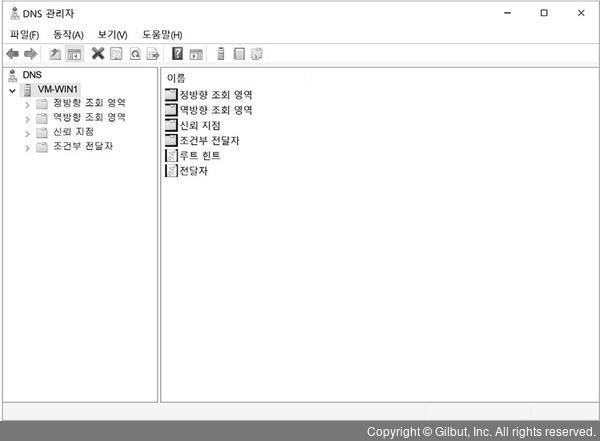 DNS 관리자
파일(F) 동작(A) 보기(V) 도움말(H)
DNS
VM-WIN1
정방향 조회 영역
역방향 조회 영역
신뢰 지점
조건부 전달자
이름
정방향 조회 영역
역방향 조회 영역
신뢰 지점
조건부 전달자
루트 힌트
전달자
Copyright © Gilbut, Inc. All rights reserved.